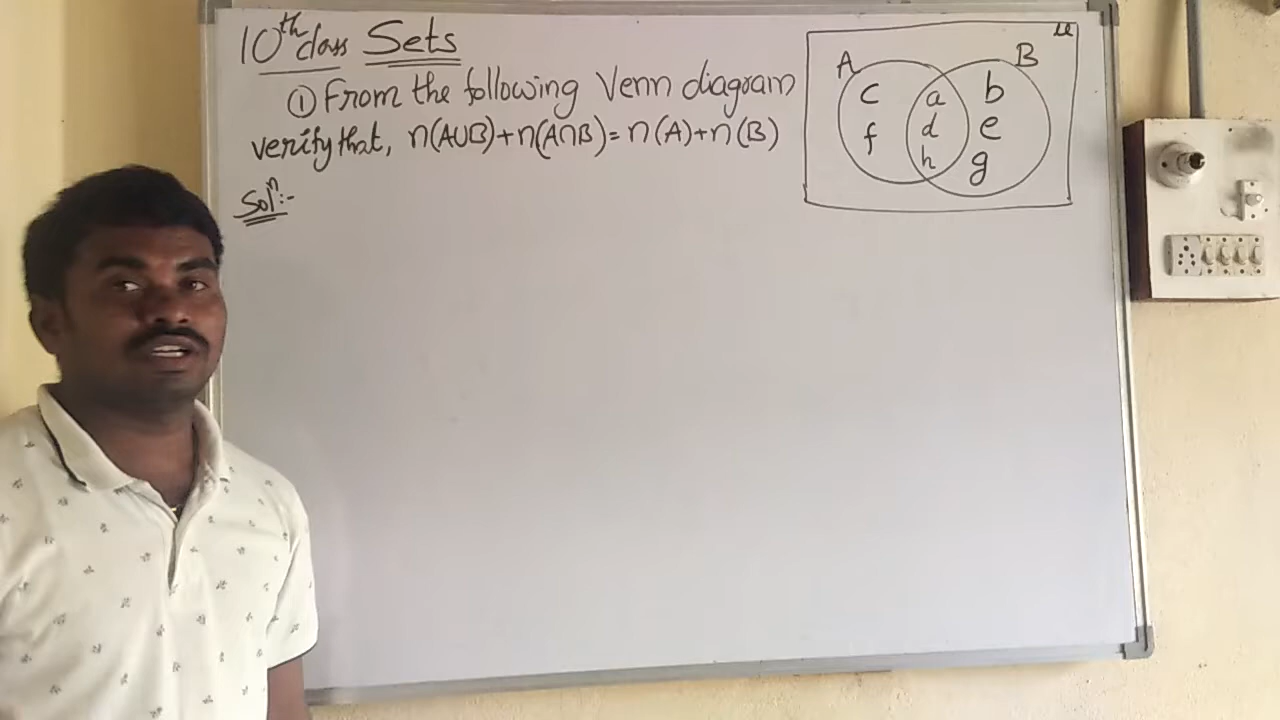 10th class Sets
① From the following Venn diagram
verify that, n(A∪B)+n(A∩B)=n(A)+n(B)
Solⁿ:-
μ
A B
c a b
f d e
h g